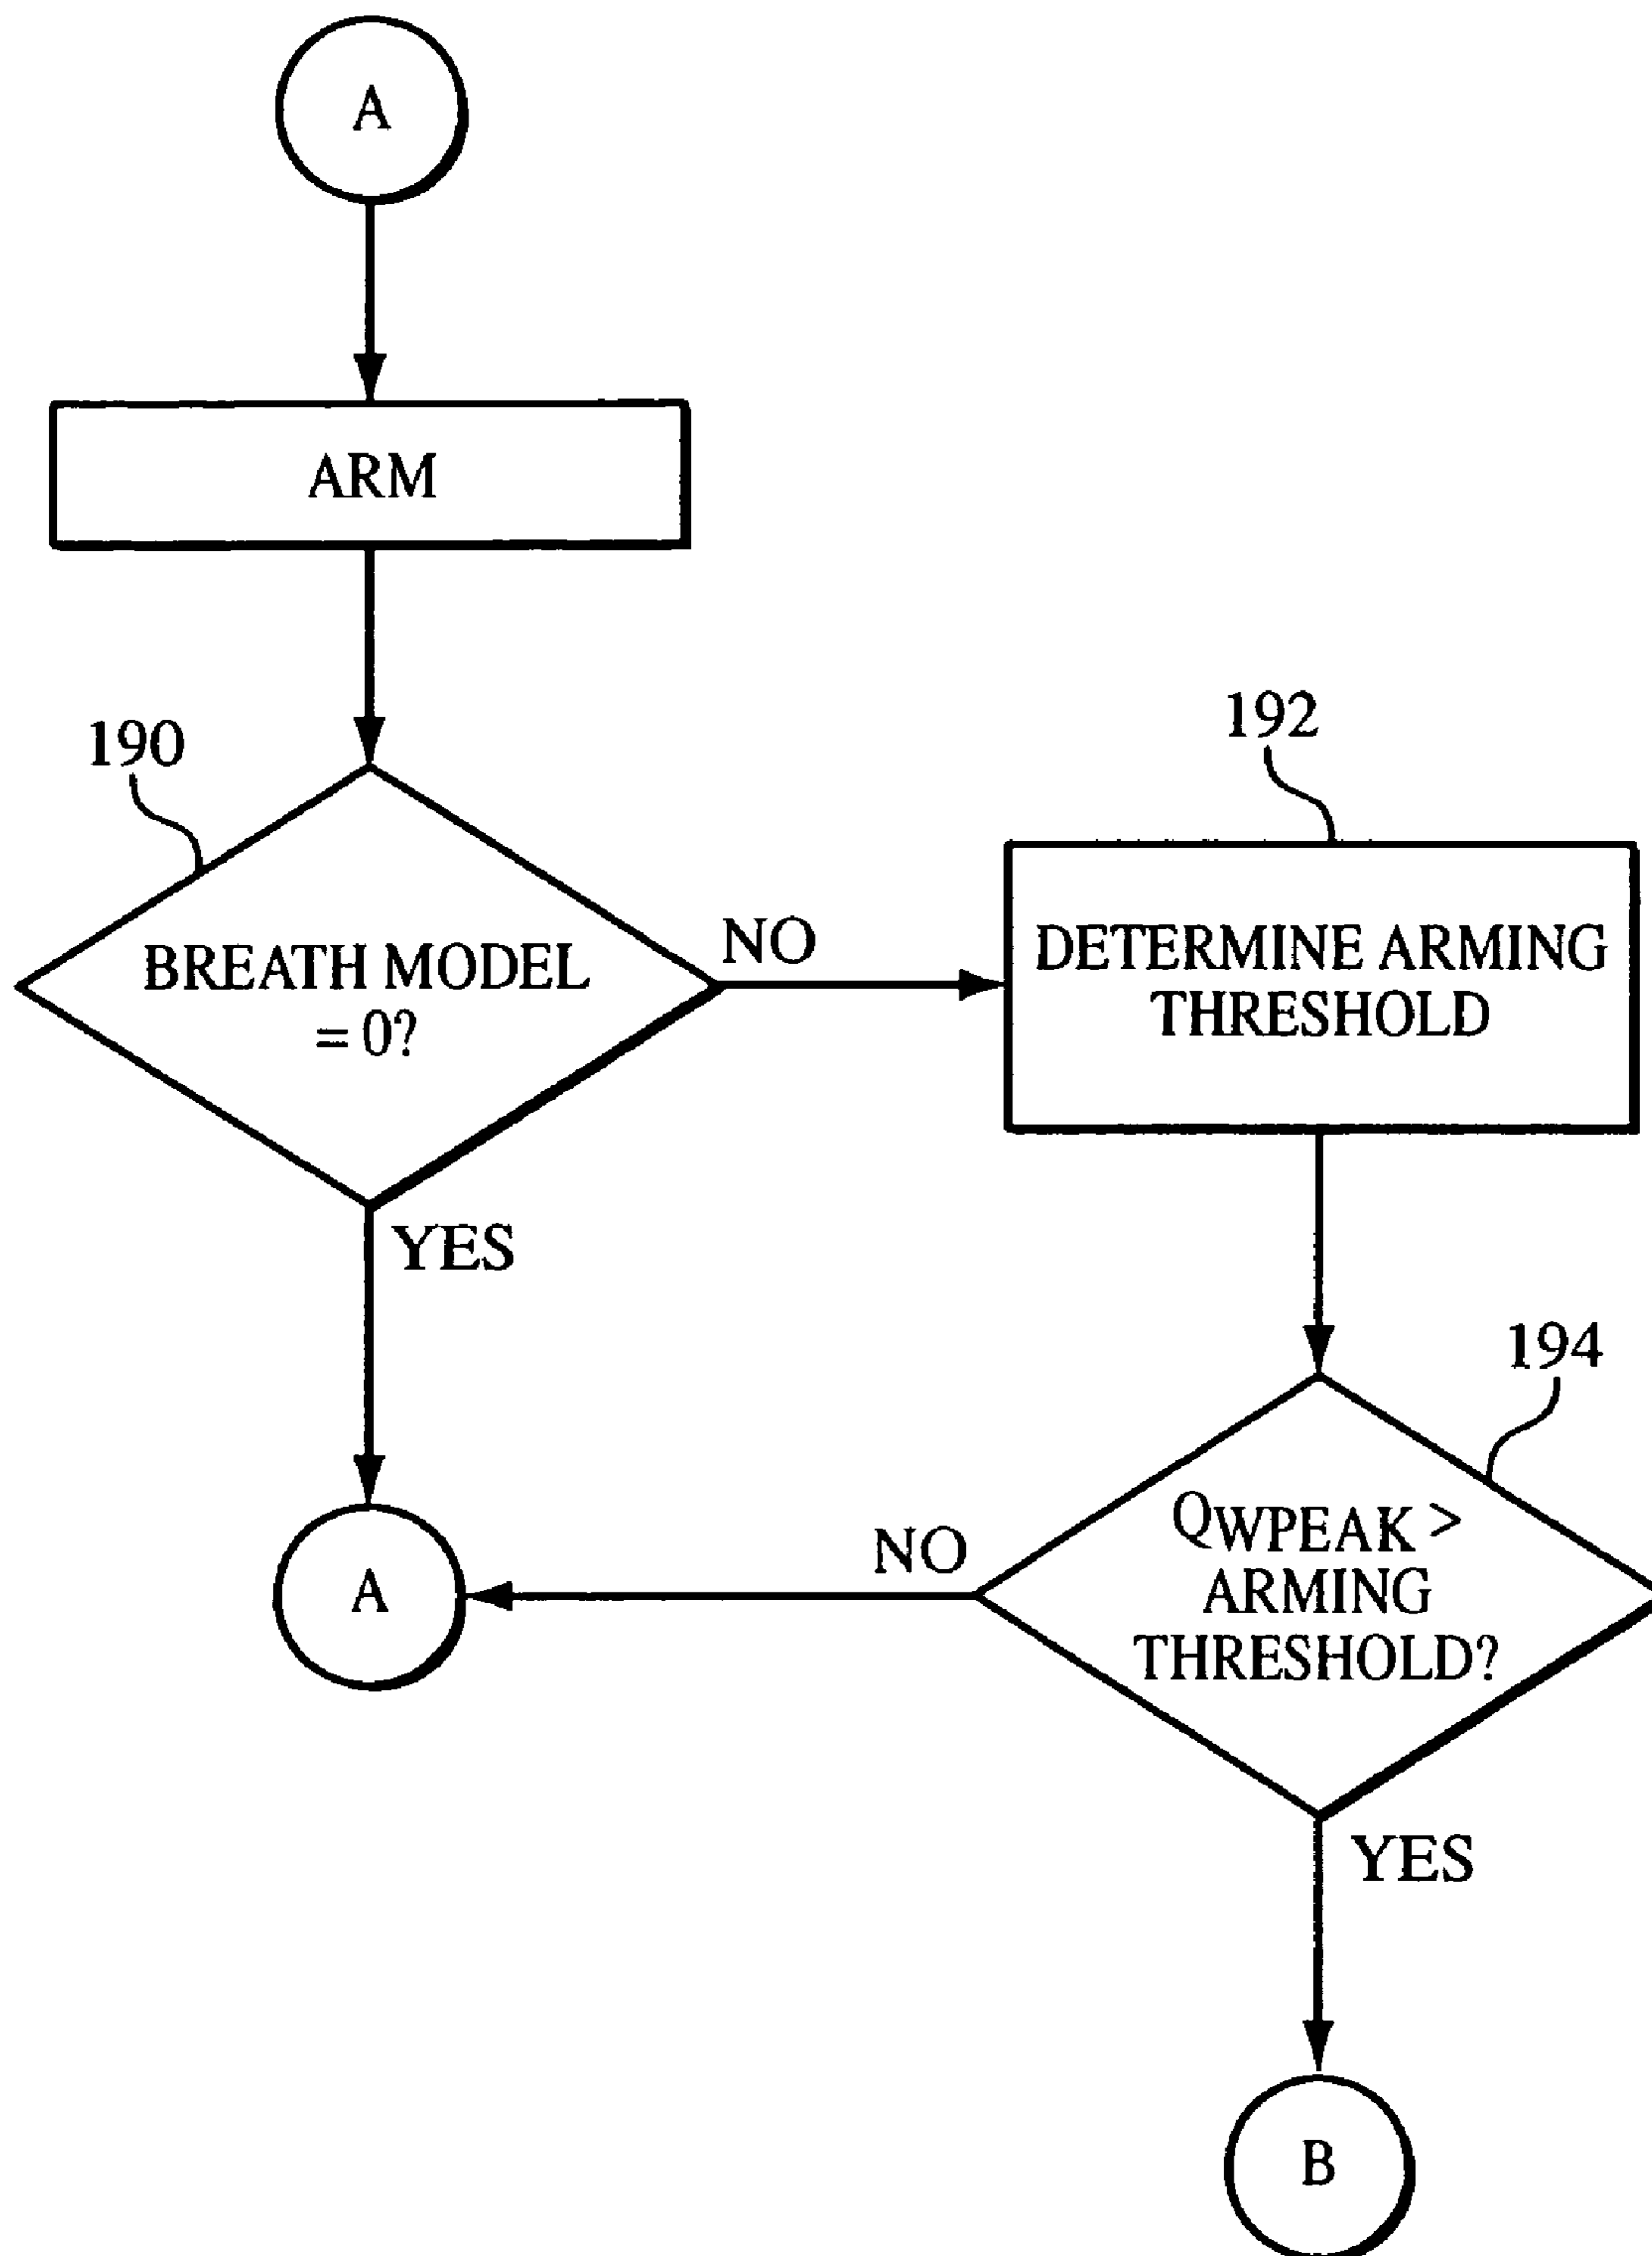 A
ARM
190
BREATH MODEL
= 0?
NO
192
DETERMINE ARMING
THRESHOLD
YES
194
QWPEAK >
ARMING
THRESHOLD?
NO
A
YES
B